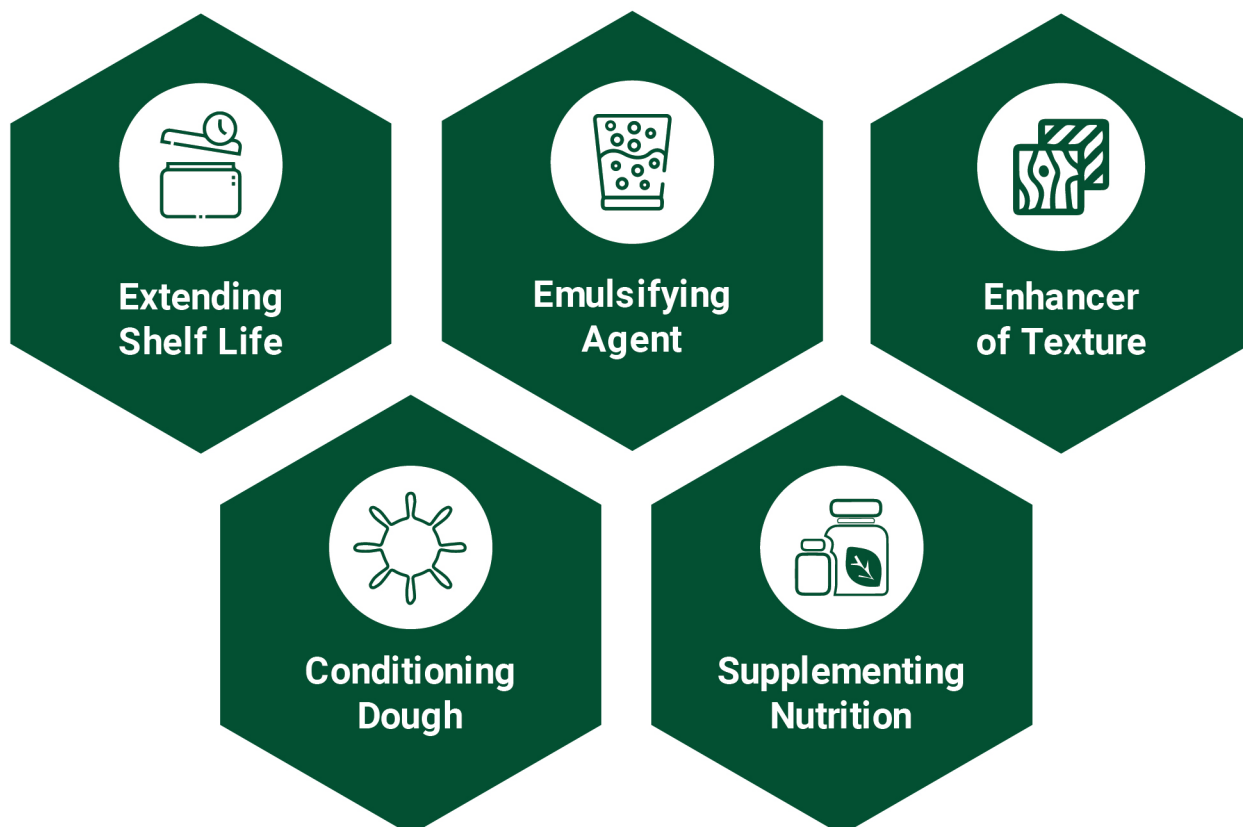 Extending
Shelf Life
Emulsifying
Agent
Enhancer
of Texture
Conditioning
Dough
Supplementing
Nutrition